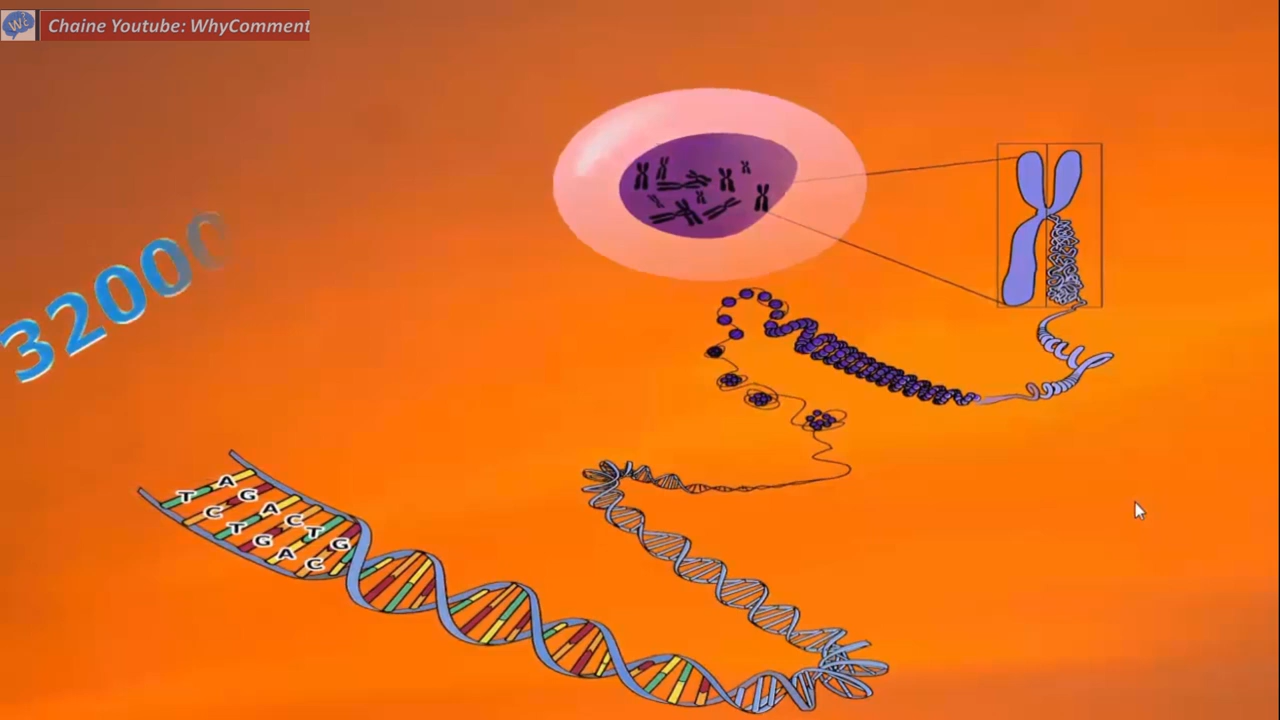 Chaine Youtube: WhyComment
32000
T A
C G
T A
G C
A T
C G